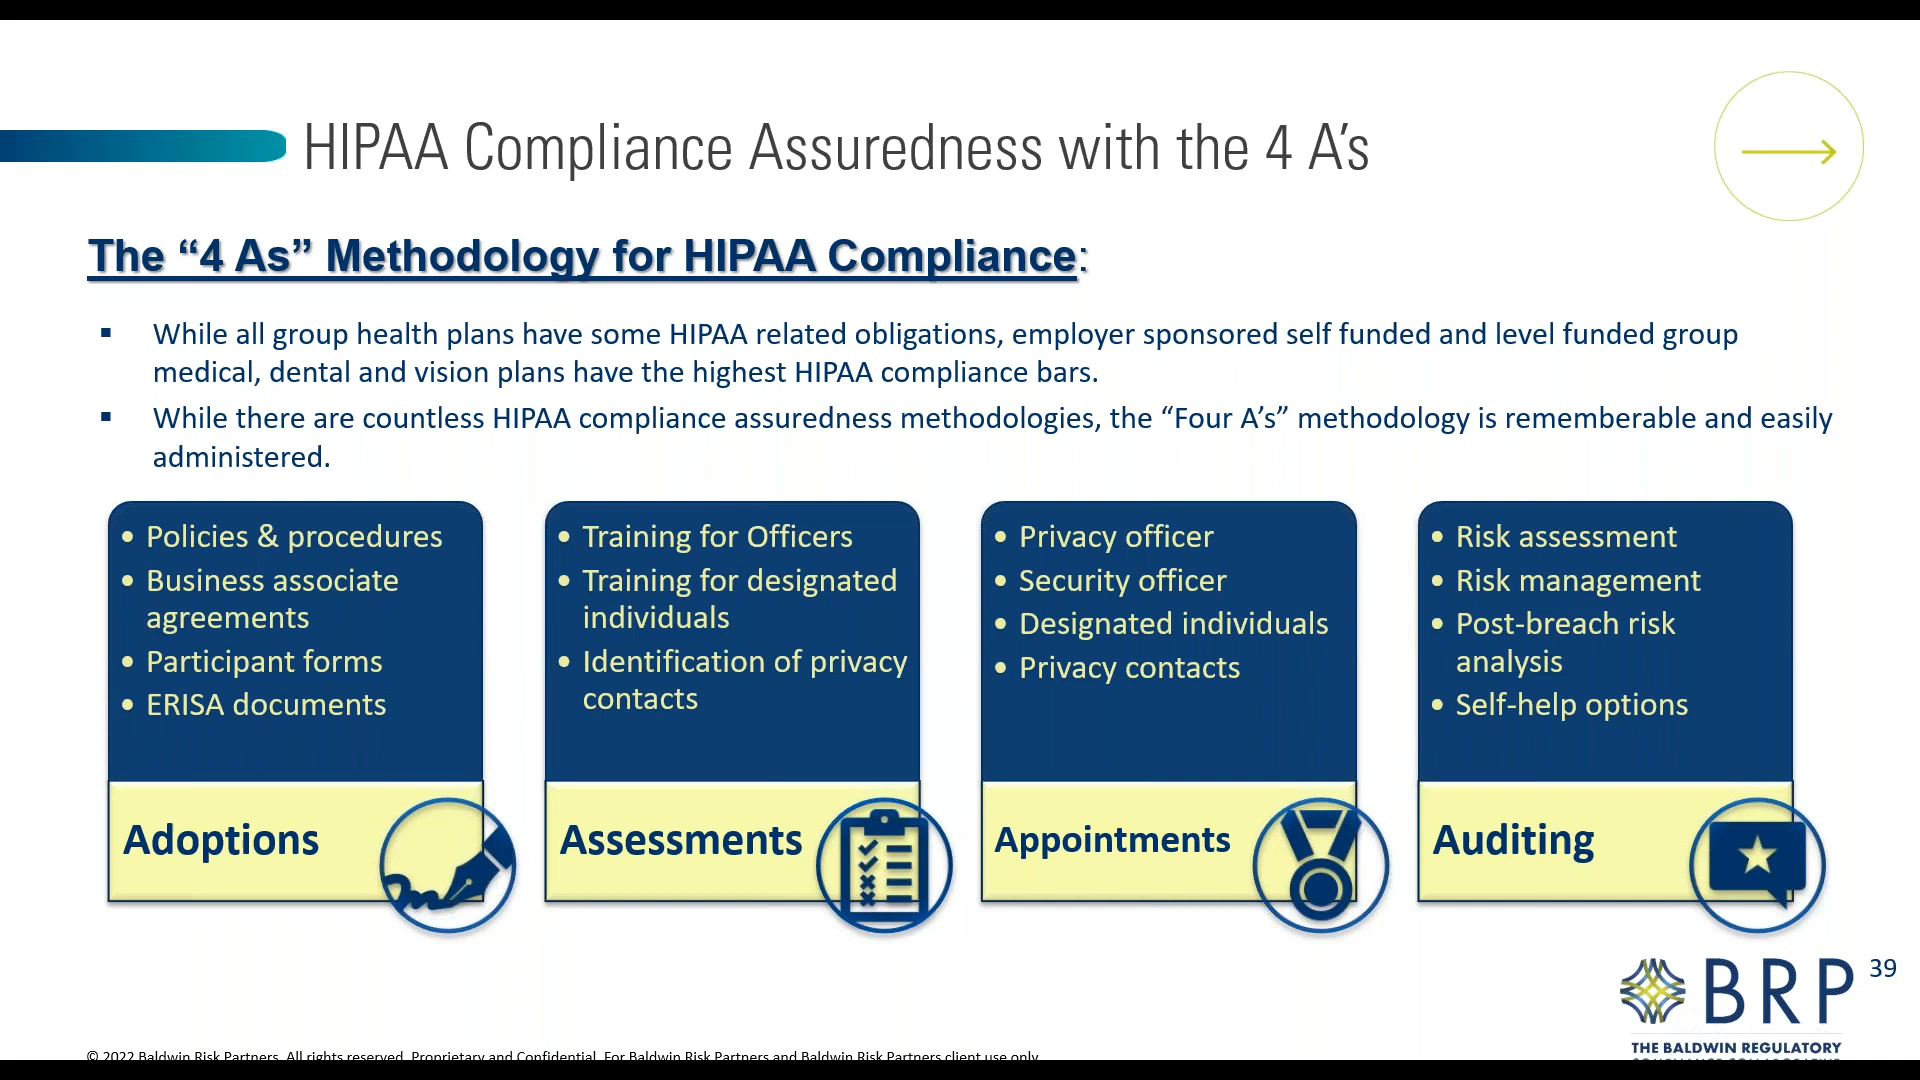 HIPAA Compliance Assuredness with the 4 A's
The “4 As” Methodology for HIPAA Compliance:
▪ While all group health plans have some HIPAA related obligations, employer sponsored self funded and level funded group
medical, dental and vision plans have the highest HIPAA compliance bars.
▪ While there are countless HIPAA compliance assuredness methodologies, the “Four A’s” methodology is rememberable and easily
administered.
• Policies & procedures
• Business associate
agreements
• Participant forms
• ERISA documents
Adoptions
• Training for Officers
• Training for designated
individuals
• Identification of privacy
contacts
Assessments
• Privacy officer
• Security officer
• Designated individuals
• Privacy contacts
Appointments
• Risk assessment
• Risk management
• Post-breach risk
analysis
• Self-help options
Auditing
BRP
39
THE BALDWIN REGULATORY
© 2022 Baldwin Risk Partners. All rights reserved. Proprietary and Confidential. For Baldwin Risk Partners and Baldwin Risk Partners client use only.